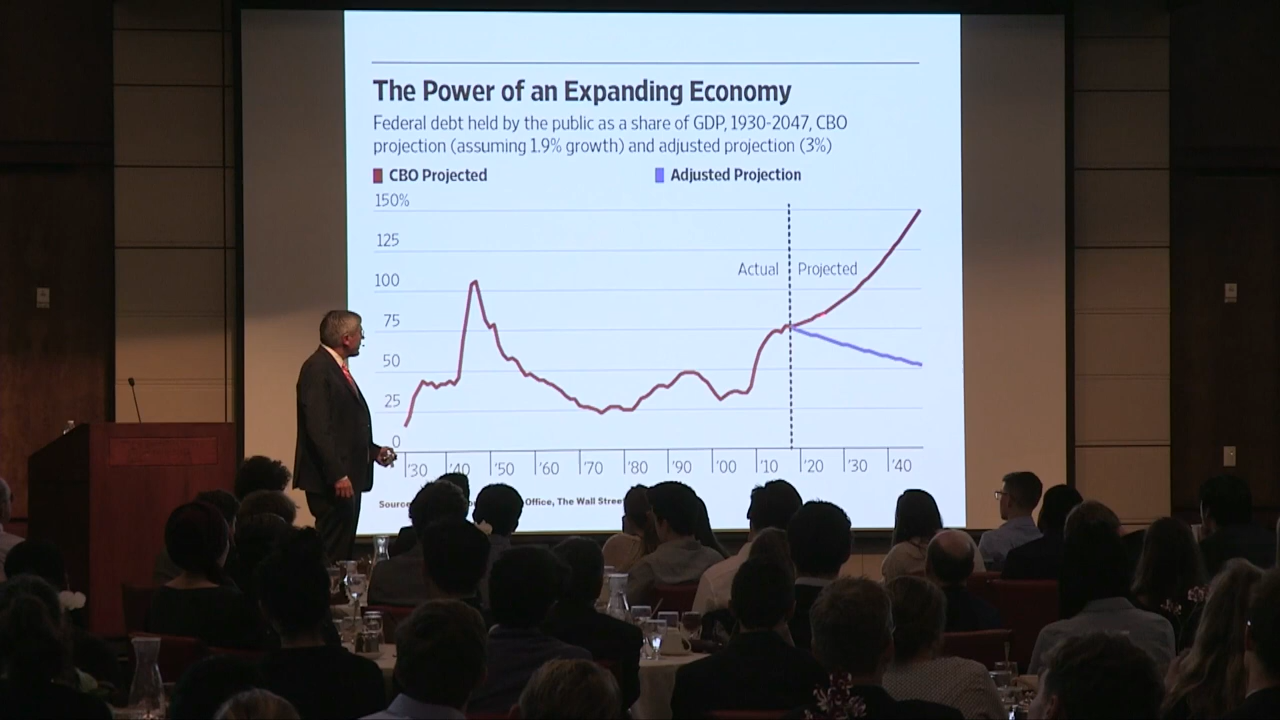 The Power of an Expanding Economy
Federal debt held by the public as a share of GDP, 1930-2047, CBO
projection (assuming 1.9% growth) and adjusted projection (3%)
CBO Projected
Adjusted Projection
150%
125
100
75
50
25
0
Actual
Projected
'30 '40 '50 '60 '70 '80 '90 '00 '10 '20 '30 '40
Office, The Wall